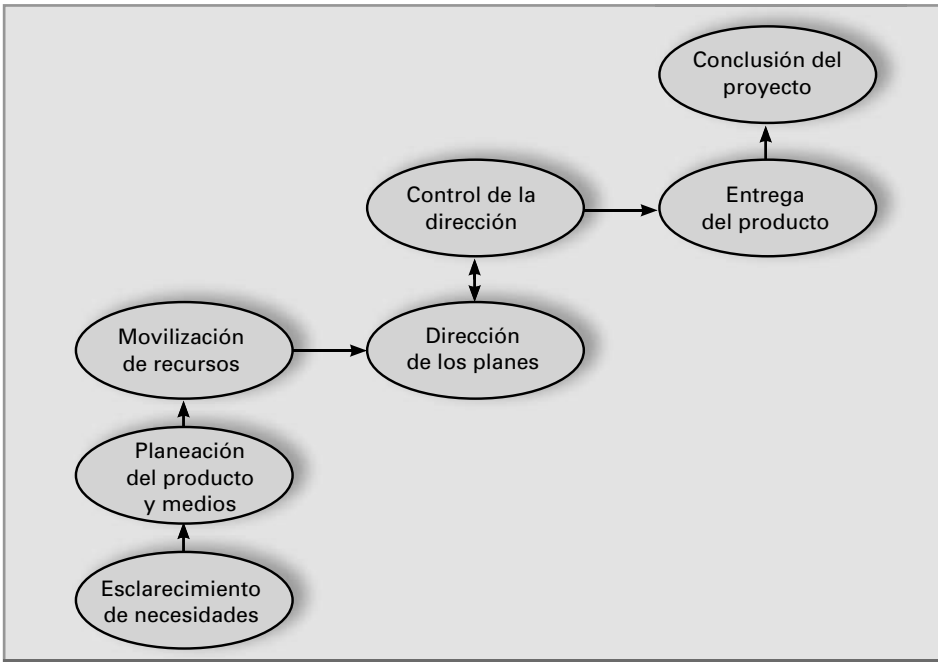 Conclusión del
proyecto
Control de la
dirección
Entrega
del producto
Movilización
de recursos
Dirección
de los planes
Planeación
del producto
y medios
Esclarecimiento
de necesidades